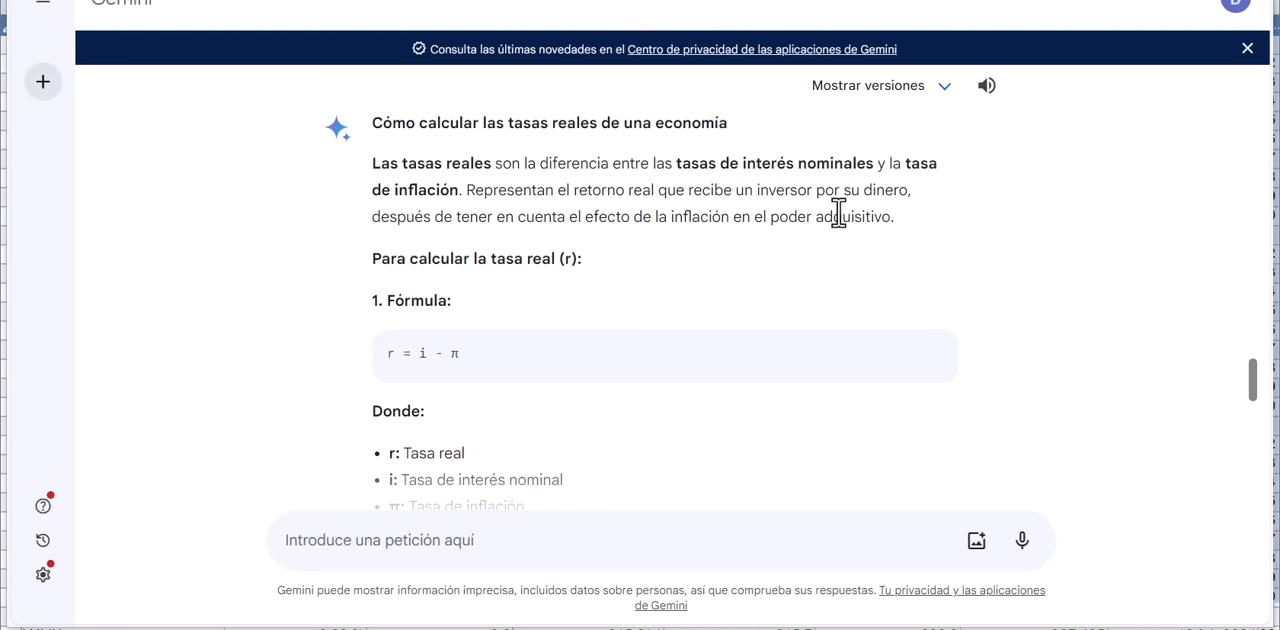 Gemini
Consulta las últimas novedades en el Centro de privacidad de las aplicaciones de Gemini
Mostrar versiones
Cómo calcular las tasas reales de una economía
Las tasas reales son la diferencia entre las tasas de interés nominales y la tasa
de inflación. Representan el retorno real que recibe un inversor por su dinero,
después de tener en cuenta el efecto de la inflación en el poder adquisitivo.
Para calcular la tasa real (r):
1. Fórmula:
r = i - π
Donde:
• r: Tasa real
• i: Tasa de interés nominal
• π: Tasa de inflación
Introduce una petición aquí
Gemini puede mostrar información imprecisa, incluidos datos sobre personas, así que comprueba sus respuestas. Tu privacidad y las aplicaciones
de Gemini